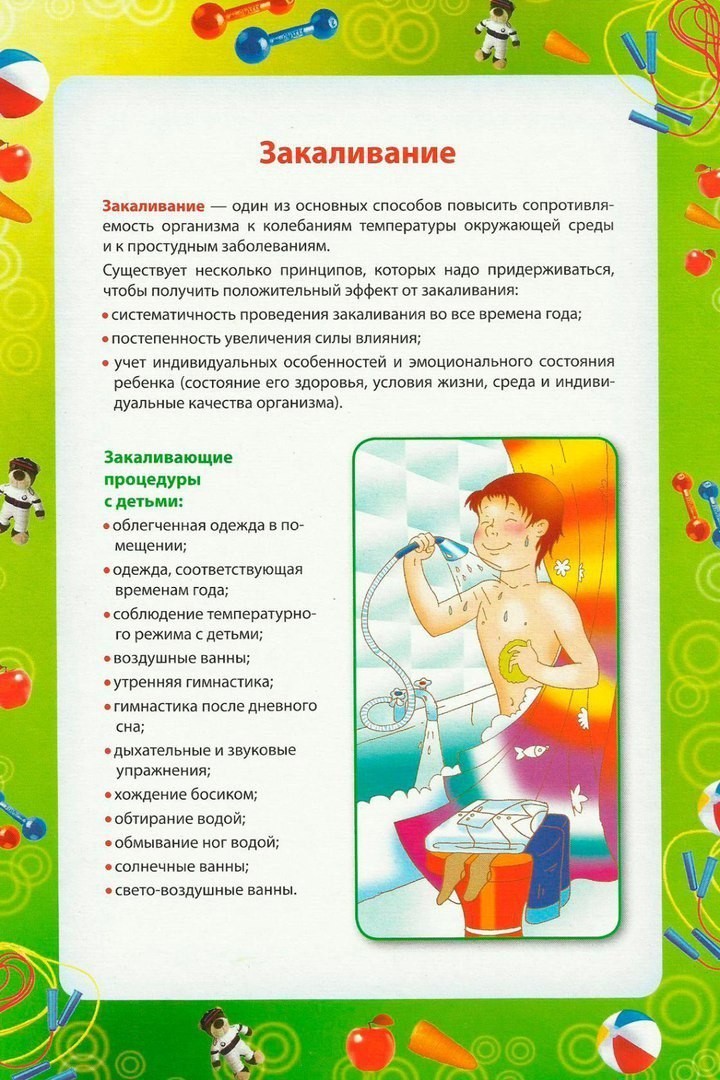 Закаливание
Закаливание — один из основных способов повысить сопротивля-
емость организма к колебаниям температуры окружающей среды
и к простудным заболеваниям.
Существует несколько принципов, которых надо придерживаться,
чтобы получить положительный эффект от закаливания:
• систематичность проведения закаливания во все времена года;
• постепенность увеличения силы влияния;
• учет индивидуальных особенностей и эмоционального состояния
ребенка (состояние его здоровья, условия жизни, среда и индиви-
дуальные качества организма).
Закаливающие
процедуры
с детьми:
• облегченная одежда в по-
мещении;
• одежда, соответствующая
временам года;
• соблюдение температурно-
го режима с детьми;
• воздушные ванны;
• утренняя гимнастика;
• гимнастика после дневного
сна;
• дыхательные и звуковые
упражнения;
• хождение босиком;
• обтирание водой;
• обмывание ног водой;
• солнечные ванны;
• свето-воздушные ванны.